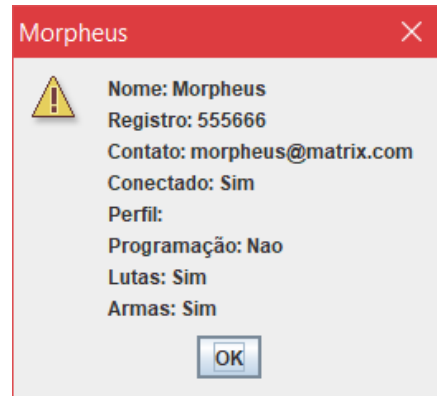 Morpheus
Nome: Morpheus
Registro: 555666
Contato: morpheus@matrix.com
Conectado: Sim
Perfil:
Programação: Nao
Lutas: Sim
Armas: Sim
OK